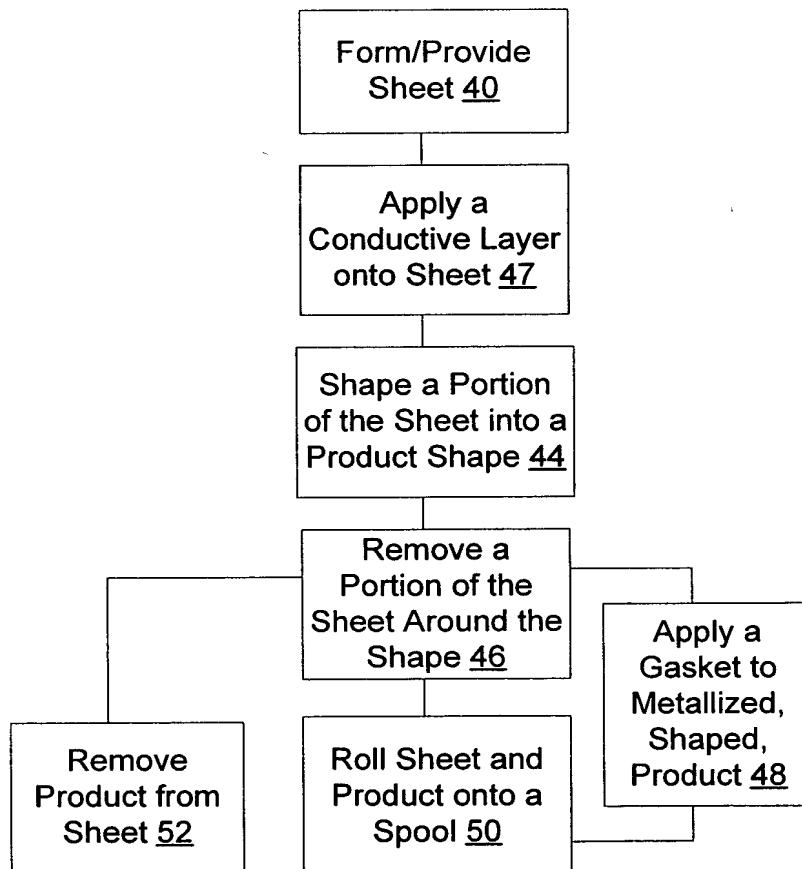 Form/Provide
Sheet 40
Apply a
Conductive Layer
onto Sheet 47
Shape a Portion
of the Sheet into a
Product Shape 44
Remove a
Portion of the
Sheet Around the
Shape 46
Apply a
Gasket to
Metallized,
Shaped,
Product 48
Remove
Product from
Sheet 52
Roll Sheet and
Product onto a
Spool 50